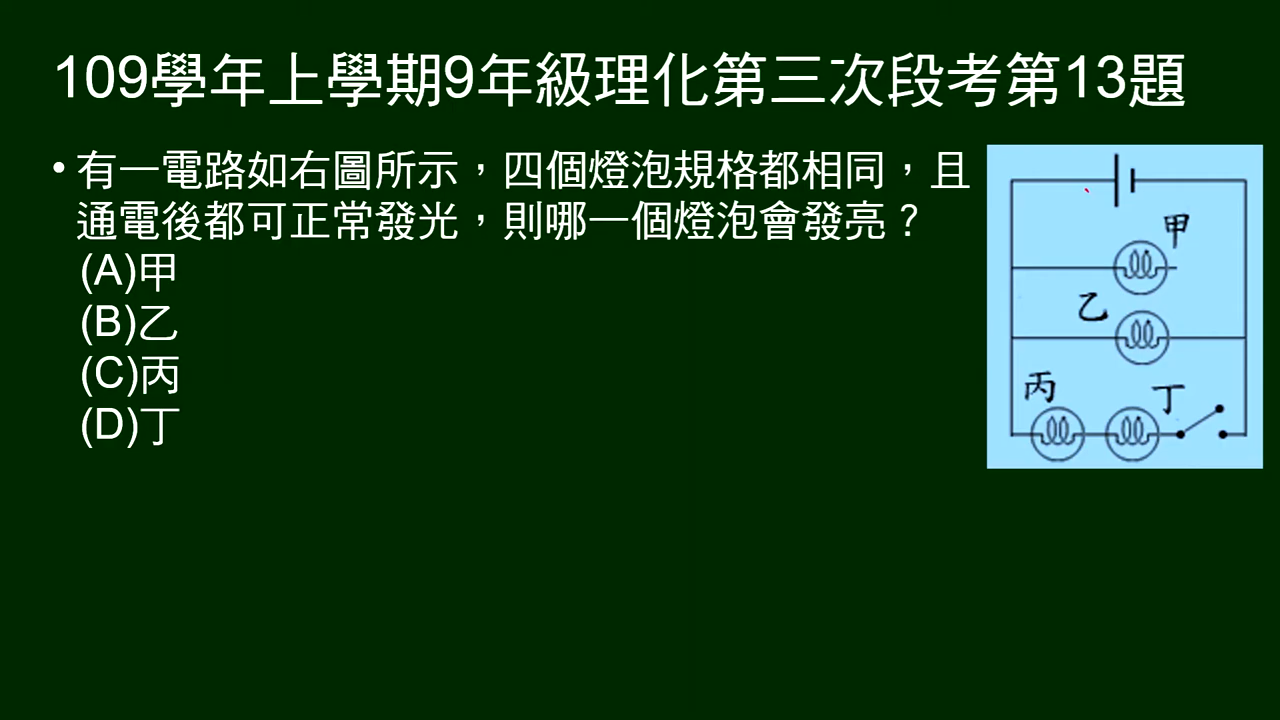 109學年上學期9年級理化第三次段考第13題
•有一電路如右圖所示，四個燈泡規格都相同，且
通電後都可正常發光，則哪一個燈泡會發亮？
(A)甲
(B)乙
(C)丙
(D)丁
甲
乙
丙
丁